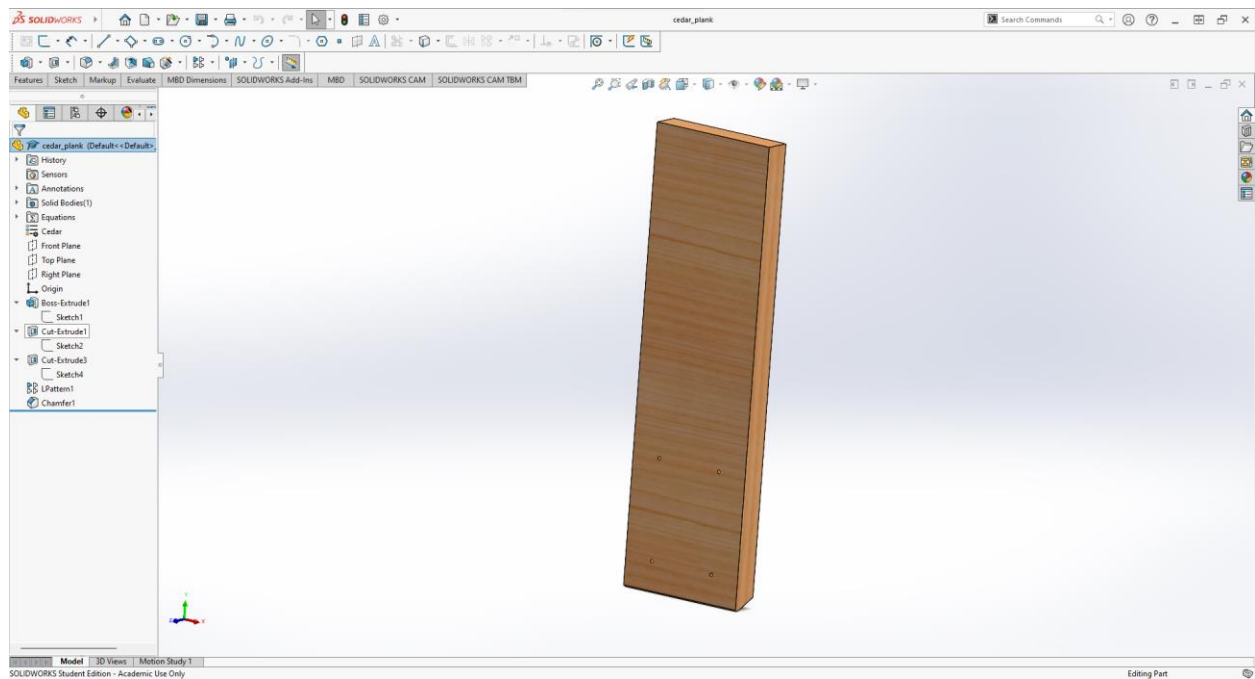 SOLIDWORKS
cedar_plank
Search Commands
Features Sketch Markup Evaluate MBD Dimensions SOLIDWORKS Add-Ins MBD SOLIDWORKS CAM SOLIDWORKS CAM TBM
cedar_plank (Default<<Default>
History
Sensors
Annotations
Solid Bodies(1)
Equations
Cedar
Front Plane
Top Plane
Right Plane
Origin
Boss-Extrude1
Sketch1
Cut-Extrude1
Sketch2
Cut-Extrude3
Sketch4
LPattern1
Chamfer1
Model 3D Views Motion Study 1
SOLIDWORKS Student Edition - Academic Use Only
Editing Part